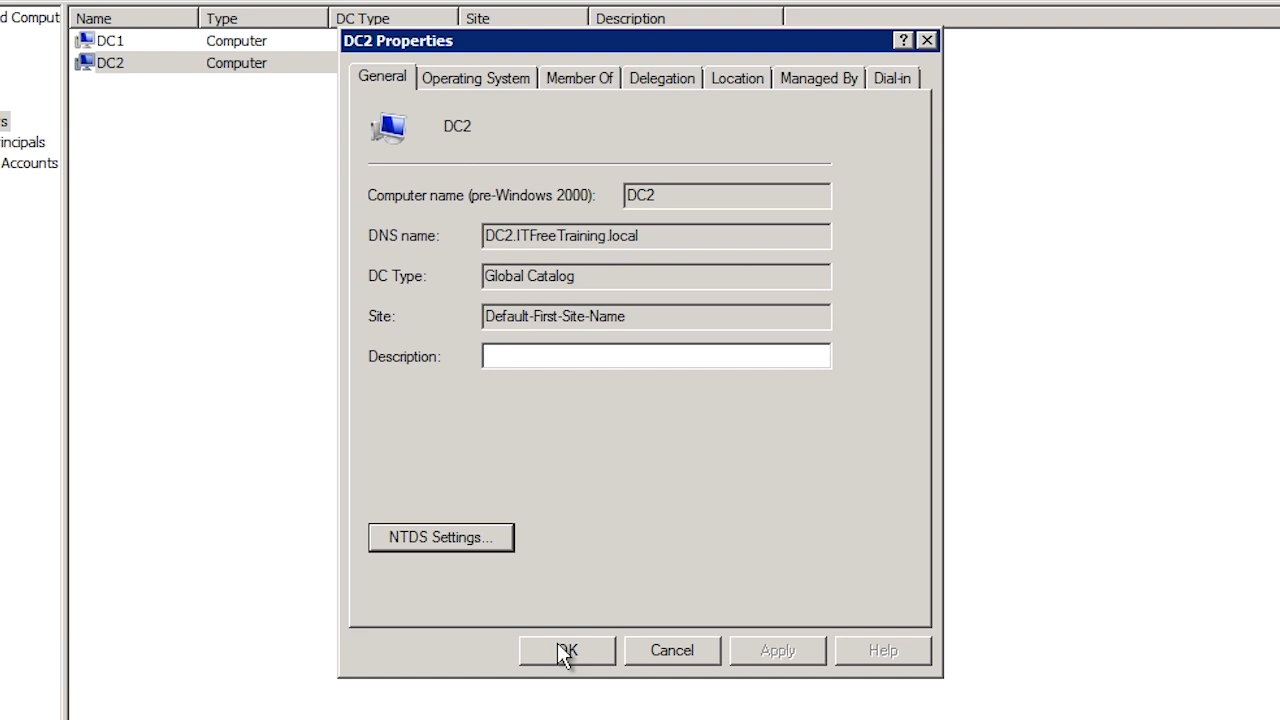 d Comput
Name Type DC Type Site Description
DC1 Computer
DC2 Computer
s
incipals
Accounts
DC2 Properties
General Operating System Member Of Delegation Location Managed By Dial-in
DC2
Computer name (pre-Windows 2000): DC2
DNS name: DC2.ITFreeTraining.local
DC Type: Global Catalog
Site: Default-First-Site-Name
Description:
NTDS Settings...
OK Cancel Apply Help